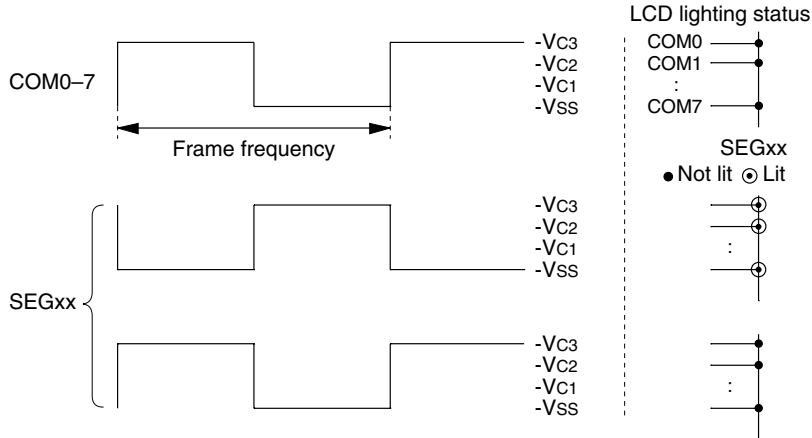 LCD lighting status
COM0–7
-VC3
-VC2
-VC1
-VSS
COM0
COM1
:
COM7
Frame frequency
SEGxx
● Not lit ⦿ Lit
SEGxx
-VC3
-VC2
-VC1
-VSS
:
-VC3
-VC2
-VC1
-VSS
: